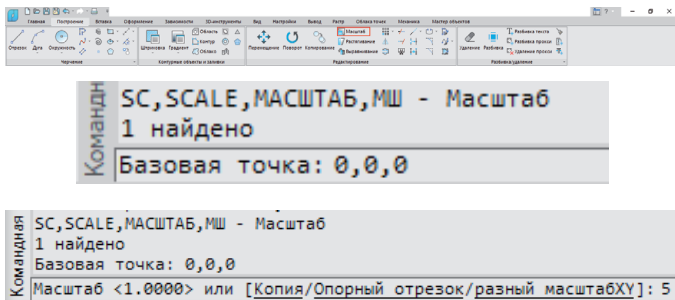 Главная Построение Вставка Оформление Зависимости 3D-инструменты Вид Настройки Вывод Растр Облака точек Механика Мастер объектов
Область
Масштаб
Разбивка текста
Контур
Растягивание
Разбивка прокси
Отрезок Дуга Окружность Штриховка Градиент Облако Перемещение Поворот Копирование Выравнивание Удаление Разбивка Удаление прокси
Черчение Контурные объекты и заливки Редактирование Разбивка/удаление
SC,SCALE,МАСШТАБ,МШ - Масштаб
1 найдено
Базовая точка: 0,0,0
Командн
SC,SCALE,МАСШТАБ,МШ - Масштаб
1 найдено
Базовая точка: 0,0,0
Масштаб <1.0000> или [Копия/Опорный отрезок/разный масштабXY]: 5
Командная